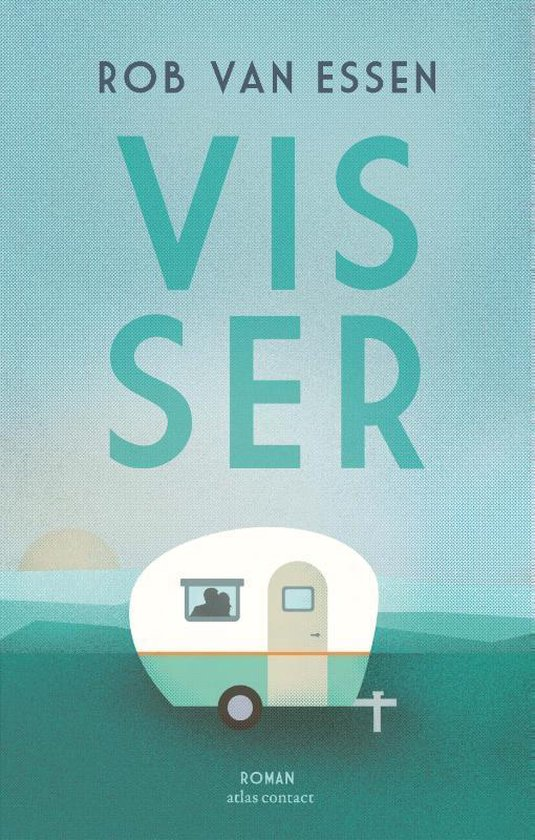 ROB VAN ESSEN
VIS
SER
ROMAN
atlas contact